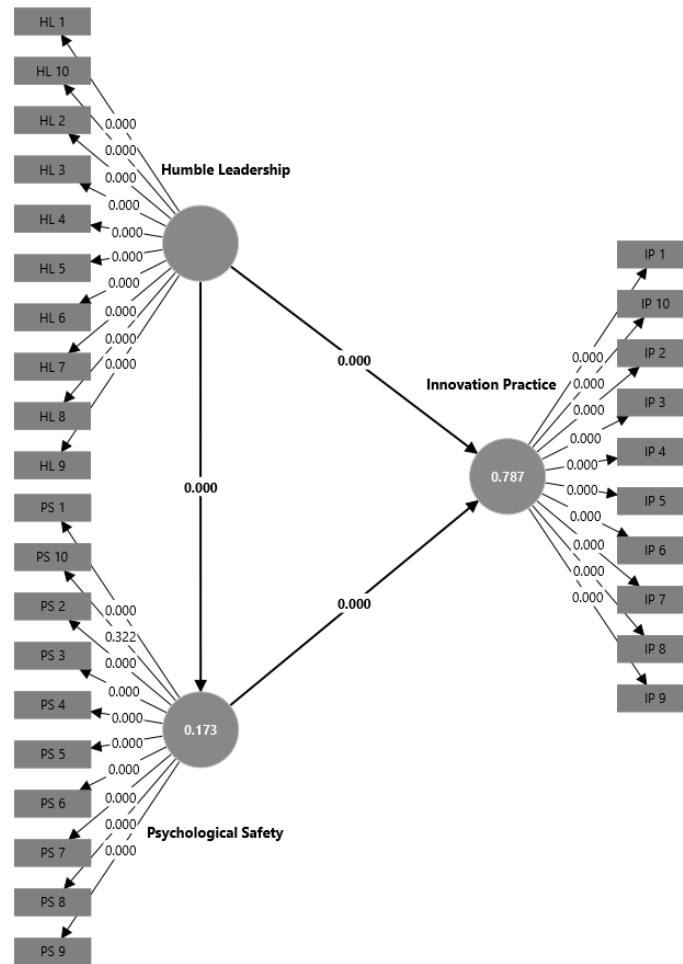 HL 1
HL 10
HL 2
HL 3
HL 4
HL 5
HL 6
HL 7
HL 8
HL 9
0.000
0.000
0.000
0.000
0.000
0.000
0.000
0.000
0.000
0.000
Humble Leadership
0.000
0.000
0.000
PS 1
PS 10
PS 2
PS 3
PS 4
PS 5
PS 6
PS 7
PS 8
PS 9
0.000
0.322
0.000
0.000
0.000
0.000
0.000
0.000
0.000
0.000
0.173
Psychological Safety
Innovation Practice
0.787
0.000
0.000
0.000
0.000
0.000
0.000
0.000
0.000
0.000
0.000
IP 1
IP 10
IP 2
IP 3
IP 4
IP 5
IP 6
IP 7
IP 8
IP 9